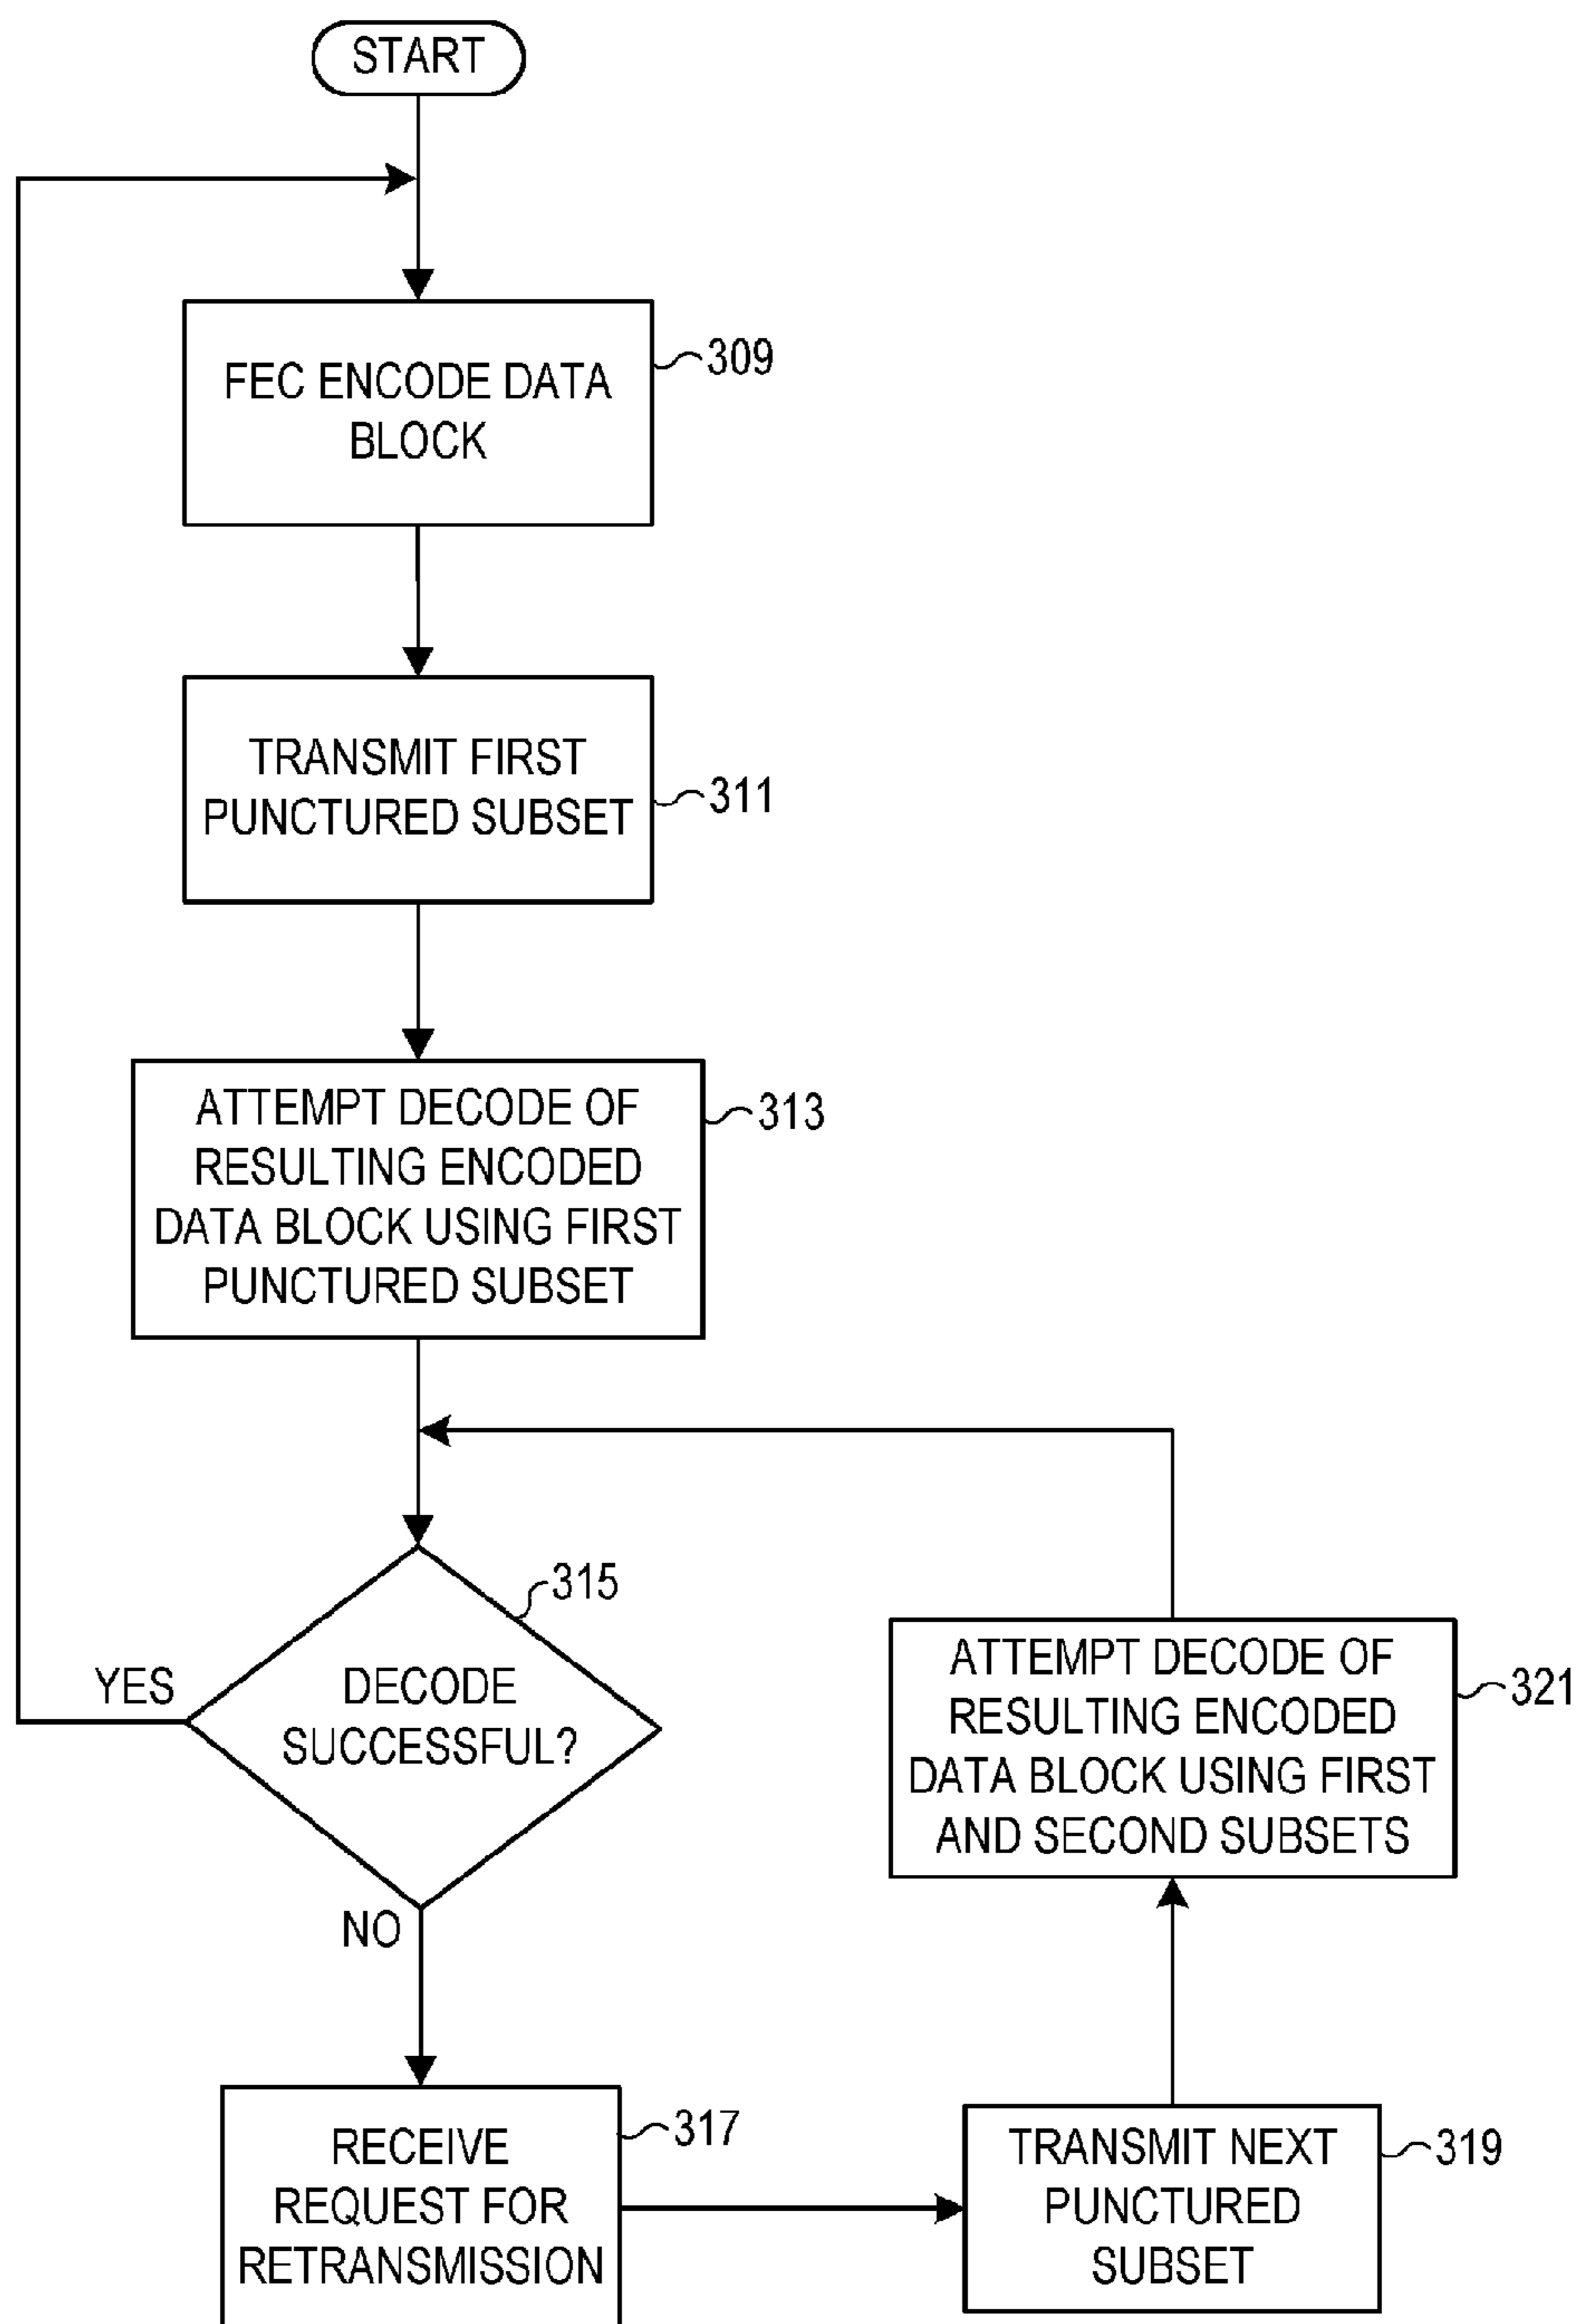 START
FEC ENCODE DATA
BLOCK
309
TRANSMIT FIRST
PUNCTURED SUBSET
311
ATTEMPT DECODE OF
RESULTING ENCODED
DATA BLOCK USING FIRST
PUNCTURED SUBSET
313
DECODE
SUCCESSFUL?
315
YES
NO
RECEIVE
REQUEST FOR
RETRANSMISSION
317
TRANSMIT NEXT
PUNCTURED
SUBSET
319
ATTEMPT DECODE OF
RESULTING ENCODED
DATA BLOCK USING FIRST
AND SECOND SUBSETS
321